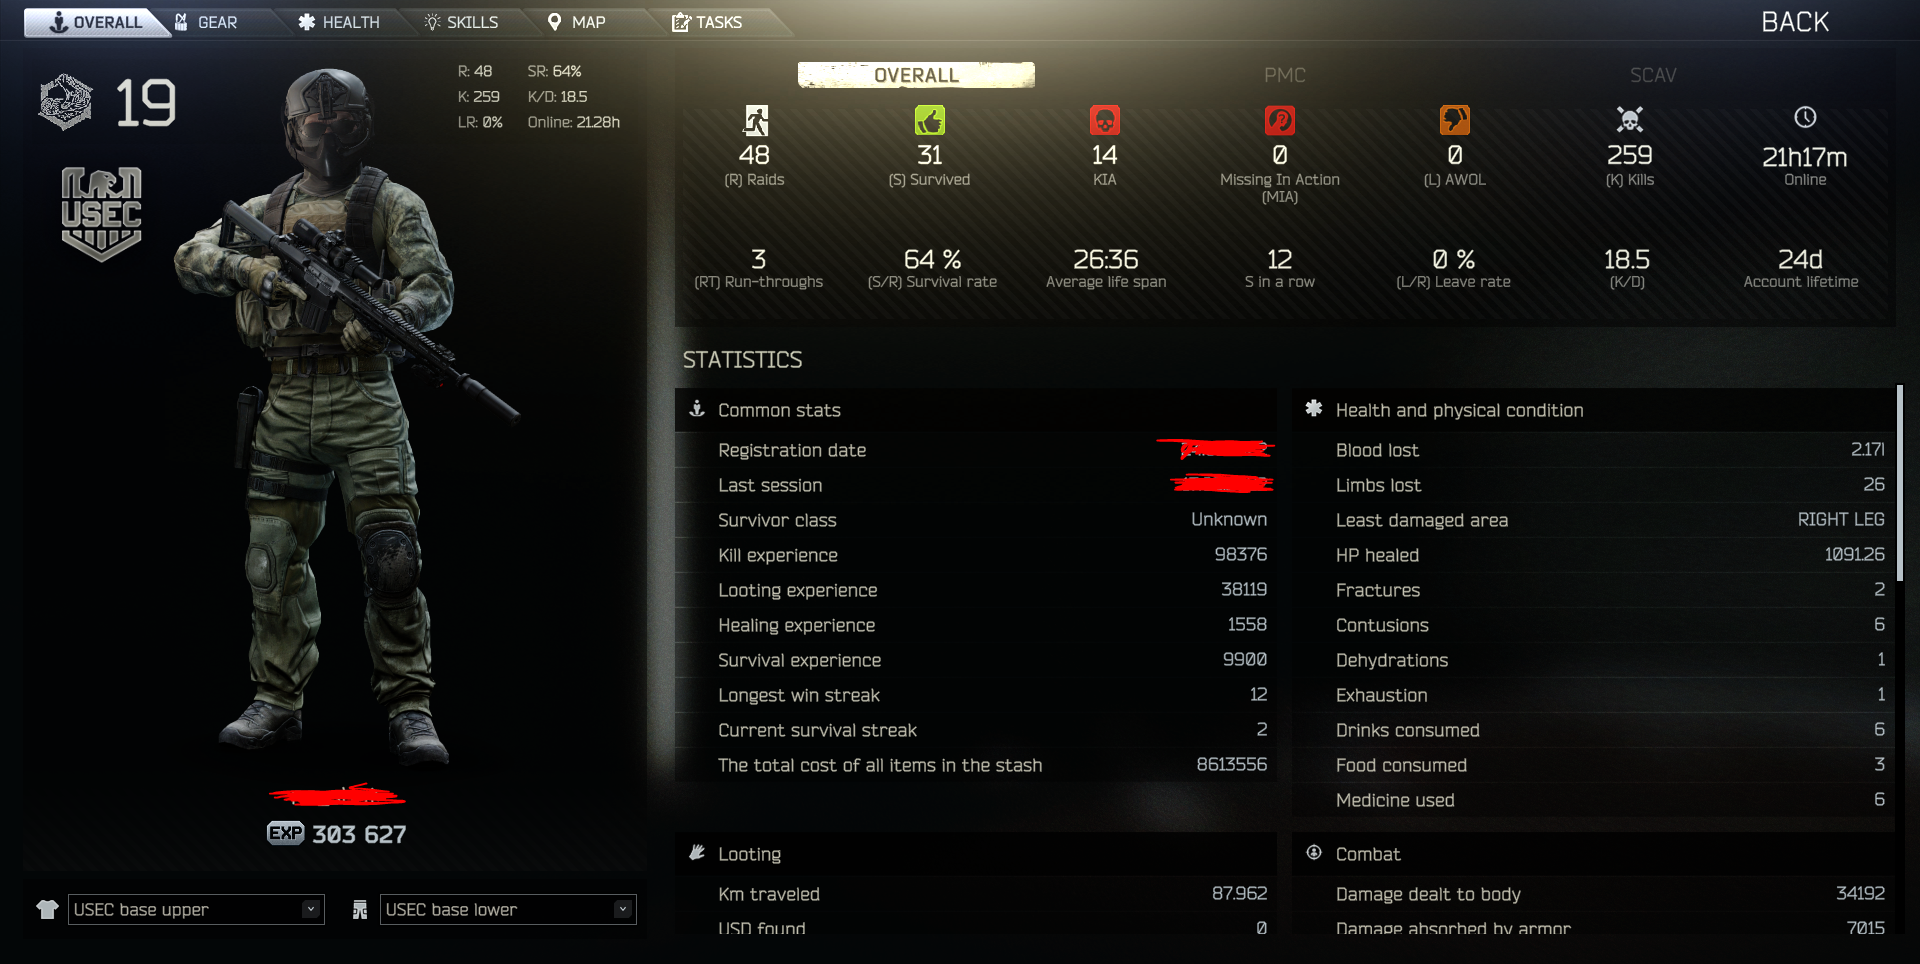 OVERALL GEAR HEALTH SKILLS MAP TASKS BACK
19
R: 48 SR: 64%
K: 259 K/D: 18.5
LR: 0% Online: 21.28h
USEC
OVERALL PMC SCAV
48 31 14 0 0 259 21h17m
(R) Raids (S) Survived KIA Missing In Action (L) AWOL (K) Kills Online
(MIA)
3 64 % 26:36 12 0 % 18.5 24d
(RT) Run-throughs (S/R) Survival rate Average life span S in a row (L/R) Leave rate (K/D) Account lifetime
STATISTICS
Common stats
Registration date
Last session
Survivor class Unknown
Kill experience 98376
Looting experience 38119
Healing experience 1558
Survival experience 9900
Longest win streak 12
Current survival streak 2
The total cost of all items in the stash 8613556
Health and physical condition
Blood lost 2.17l
Limbs lost 26
Least damaged area RIGHT LEG
HP healed 1091.26
Fractures 2
Contusions 6
Dehydrations 1
Exhaustion 1
Drinks consumed 6
Food consumed 3
Medicine used 6
Looting
Km traveled 87.962
USD found 0
Combat
Damage dealt to body 34192
Damage absorbed by armor 7015
EXP 303 627
USEC base upper USEC base lower